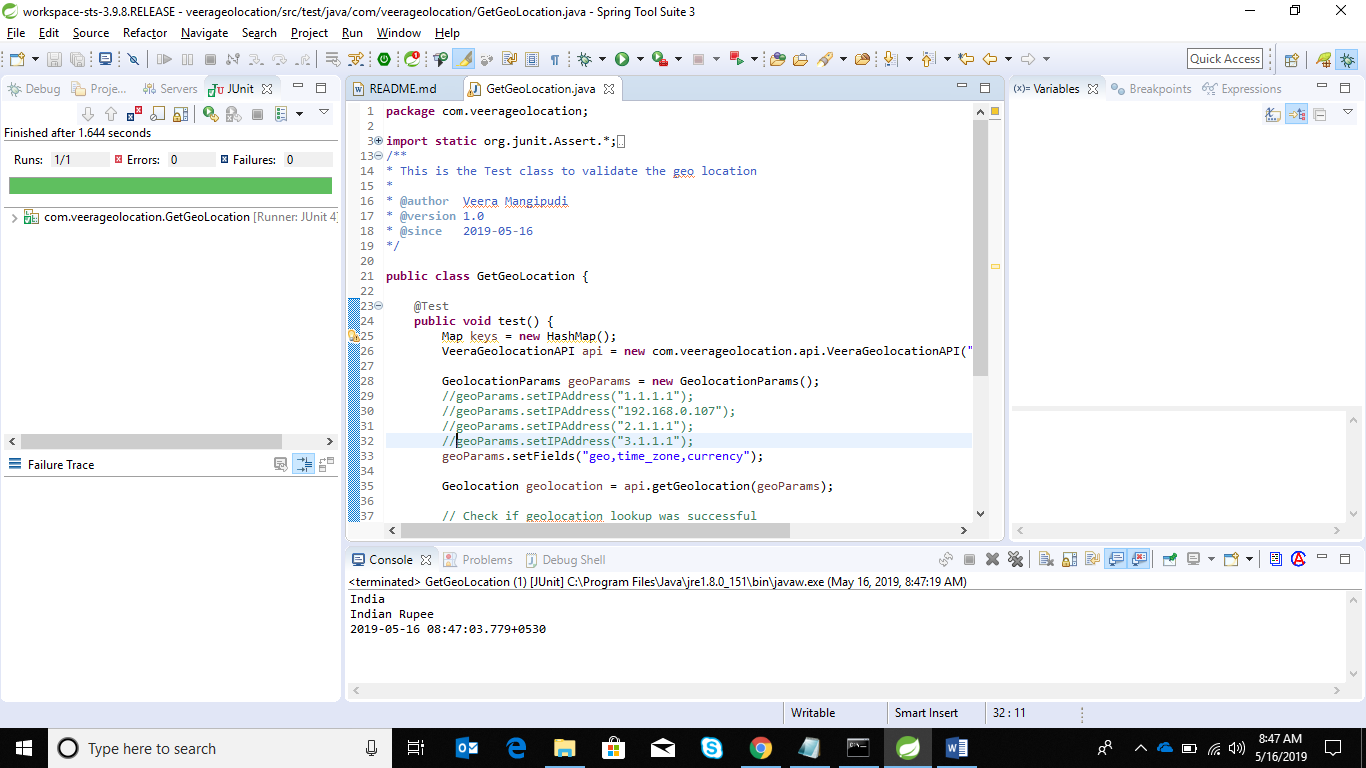 workspace-sts-3.9.8.RELEASE - veerageolocation/src/test/java/com/veerageolocation/GetGeoLocation.java - Spring Tool Suite 3
File Edit Source Refactor Navigate Search Project Run Window Help
Quick Access
Debug Proje... Servers JUnit
Finished after 1.644 seconds
Runs: 1/1 Errors: 0 Failures: 0
com.veerageolocation.GetGeoLocation [Runner: JUnit 4]
Failure Trace
README.md GetGeoLocation.java
1 package com.veerageolocation;
2
3 import static org.junit.Assert.*;
13 /**
14 * This is the Test class to validate the geo location
15 *
16 * @author Veera Mangipudi
17 * @version 1.0
18 * @since 2019-05-16
19 */
20
21 public class GetGeoLocation {
22
23 @Test
24 public void test() {
25 Map keys = new HashMap();
26 VeeraGeolocationAPI api = new com.veerageolocation.api.VeeraGeolocationAPI("
27
28 GeolocationParams geoParams = new GeolocationParams();
29 //geoParams.setIPAddress("1.1.1.1");
30 //geoParams.setIPAddress("192.168.0.107");
31 //geoParams.setIPAddress("2.1.1.1");
32 //geoParams.setIPAddress("3.1.1.1");
33 geoParams.setFields("geo,time_zone,currency");
34
35 Geolocation geolocation = api.getGeolocation(geoParams);
36
37 // Check if geolocation lookup was successful
(x)= Variables Breakpoints Expressions
Console Problems Debug Shell
<terminated> GetGeoLocation (1) [JUnit] C:\Program Files\Java\jre1.8.0_151\bin\javaw.exe (May 16, 2019, 8:47:19 AM)
India
Indian Rupee
2019-05-16 08:47:03.779+0530
Writable Smart Insert 32 : 11
Type here to search
8:47 AM
5/16/2019